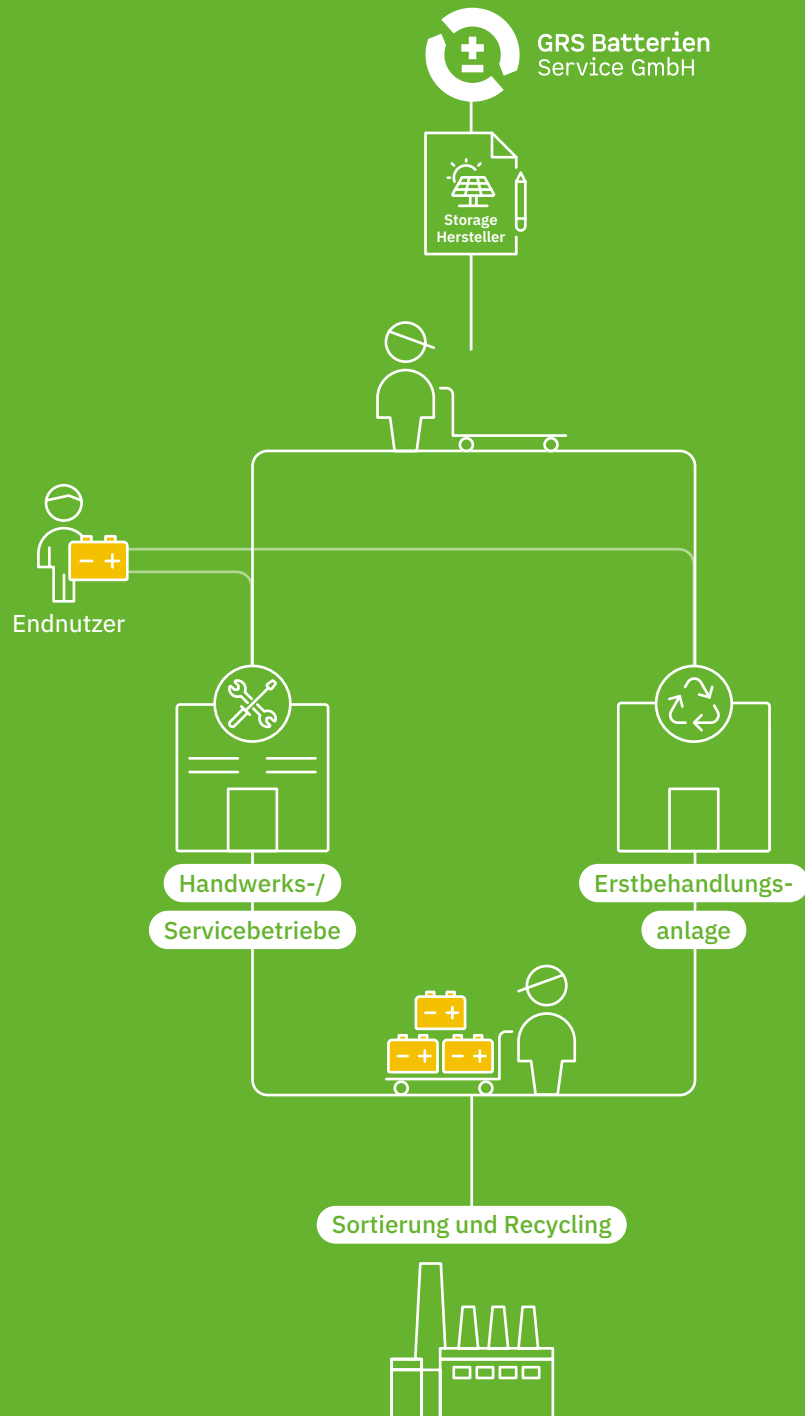 GRS Batterien
Service GmbH
Storage
Hersteller
Endnutzer
Handwerks-/
Servicebetriebe
Erstbehandlungs-
anlage
Sortierung und Recycling